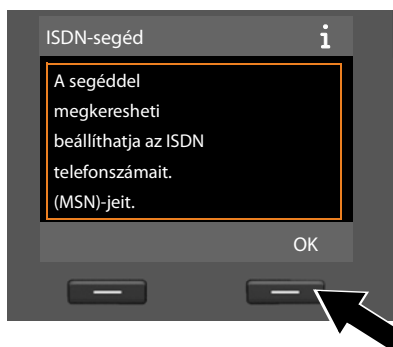 ISDN-segéd
A segéddel
megkeresheti
beállíthatja az ISDN
telefonszámait.
(MSN)-jeit.
OK